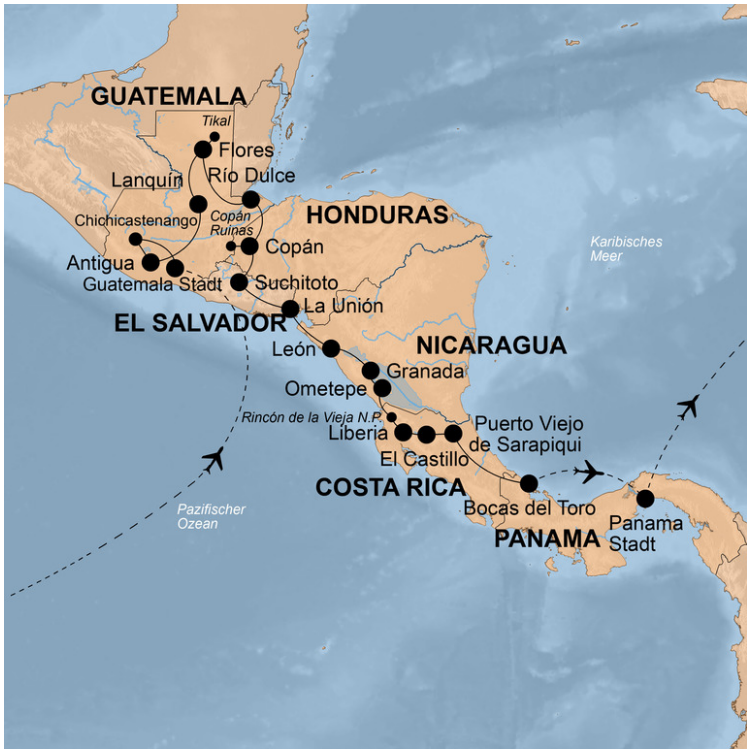 GUATEMALA
Tikal
Flores
Lanquín
Río Dulce
Chichicastenango
Copán
Ruinas
HONDURAS
Karibisches
Meer
Copán
Antigua
Guatemala Stadt
Suchitoto
La Unión
EL SALVADOR
León
NICARAGUA
Granada
Ometepe
Rincón de la Vieja N.P.
Liberia
Puerto Viejo
de Sarapiqui
El Castillo
COSTA RICA
Bocas del Toro
Pazifischer
Ozean
PANAMA
Panama
Stadt